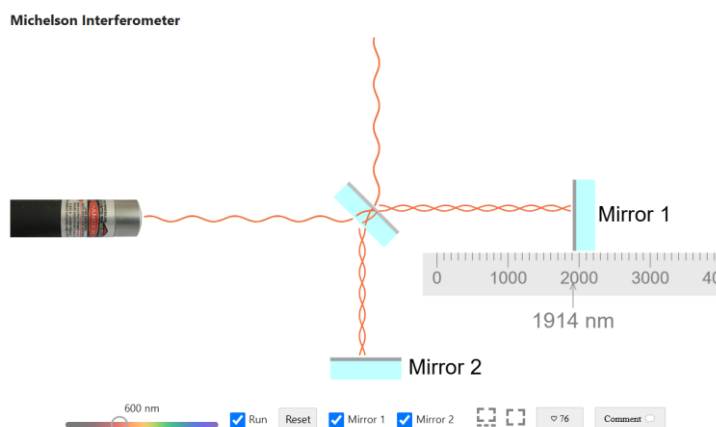 Michelson Interferometer
Mirror 1
0 1000 2000 3000
1914 nm
Mirror 2
600 nm
Run Reset Mirror 1 Mirror 2 76 Comment